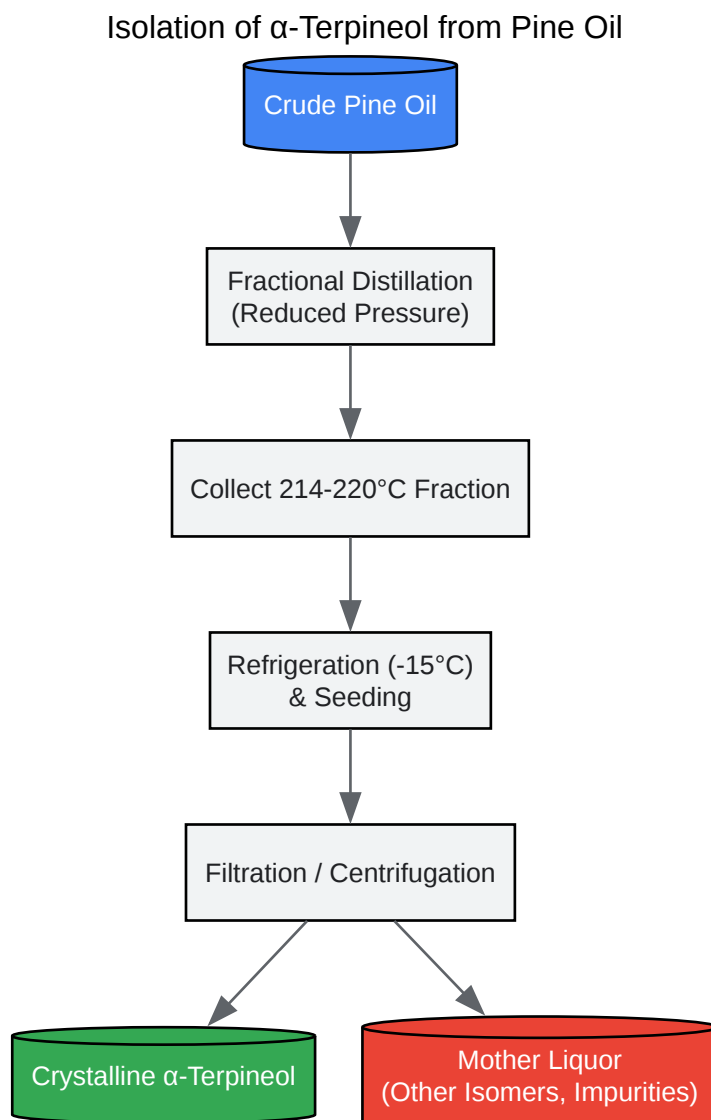 Isolation of α-Terpineol from Pine Oil
Crude Pine Oil
Fractional Distillation
(Reduced Pressure)
Collect 214-220°C Fraction
Refrigeration (-15°C)
& Seeding
Filtration / Centrifugation
Crystalline α-Terpineol
Mother Liquor
(Other Isomers, Impurities)